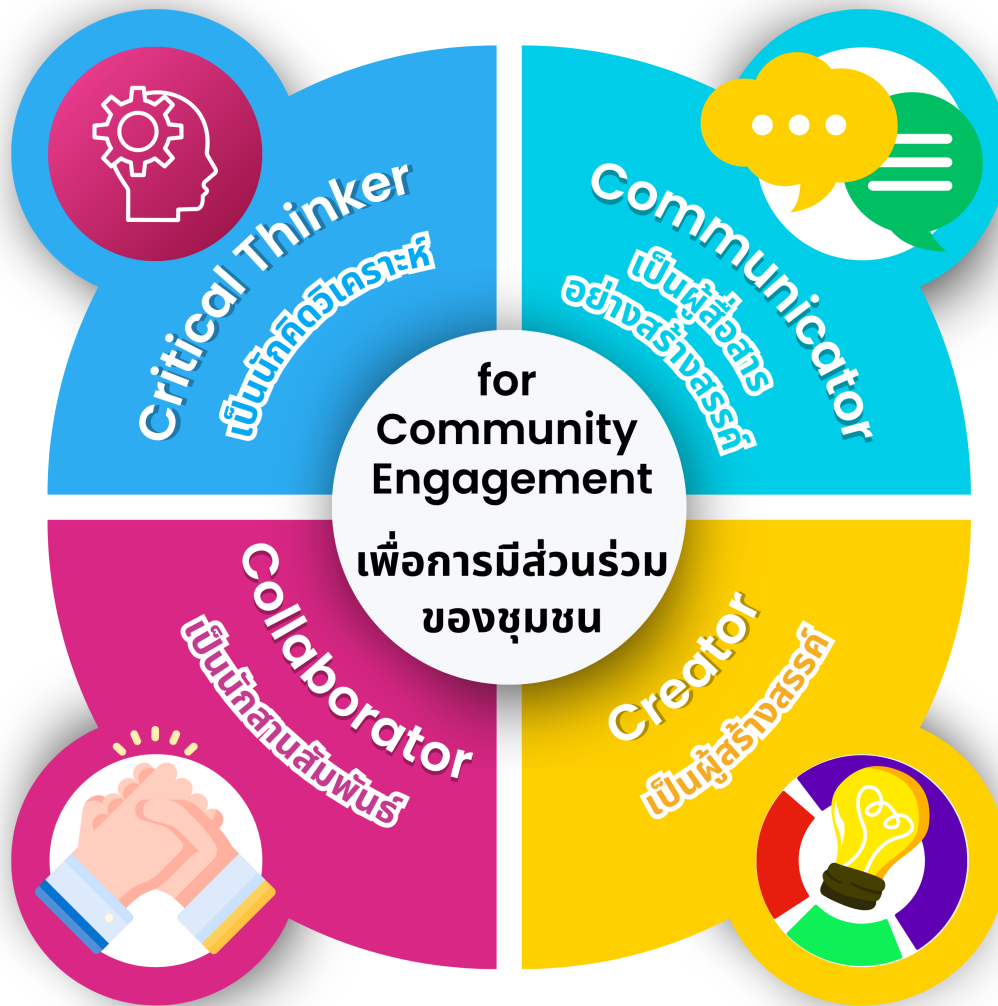 Critical Thinker
เป็นนักคิดวิเคราะห์
Communicator
เป็นผู้สื่อสาร
อย่างสร้างสรรค์
for
Community
Engagement
เพื่อการมีส่วนร่วม
ของชุมชน
Collaborator
เป็นนักสานสัมพันธ์
Creator
เป็นผู้สร้างสรรค์